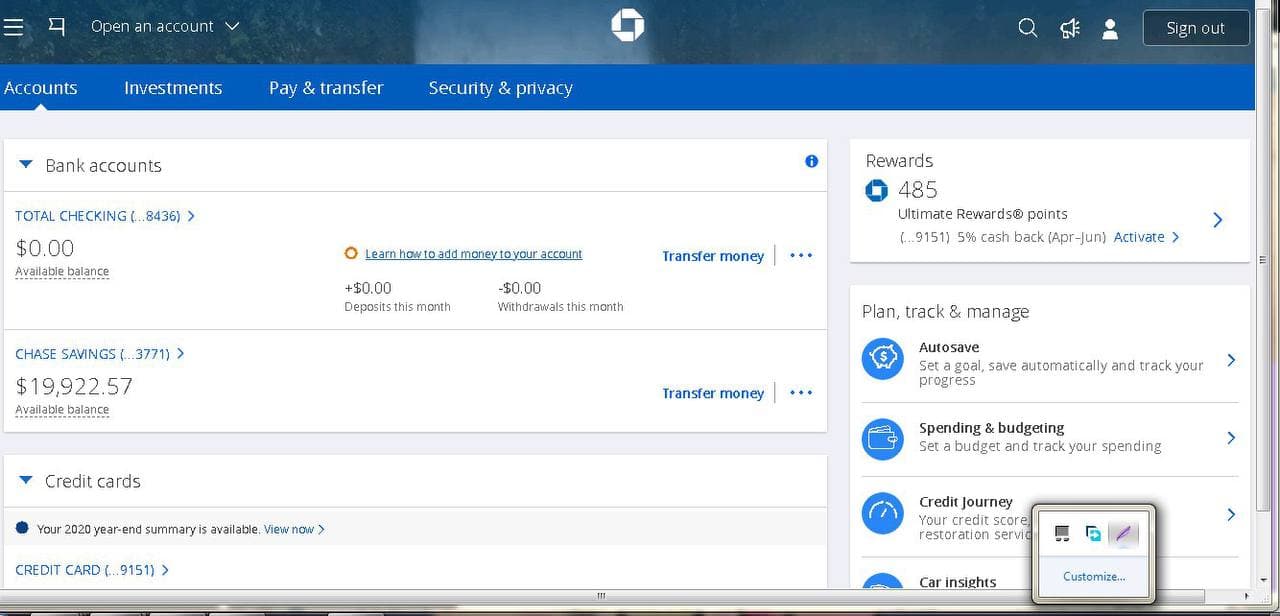 Open an account
Sign out
Accounts Investments Pay & transfer Security & privacy
Bank accounts
TOTAL CHECKING (...8436)
$0.00
Available balance
Learn how to add money to your account
Transfer money
+$0.00
Deposits this month
-$0.00
Withdrawals this month
CHASE SAVINGS (...3771)
$19,922.57
Available balance
Transfer money
Credit cards
Your 2020 year-end summary is available. View now
CREDIT CARD (...9151)
Rewards
485
Ultimate Rewards® points
(...9151) 5% cash back (Apr–Jun) Activate
Plan, track & manage
Autosave
Set a goal, save automatically and track your
progress
Spending & budgeting
Set a budget and track your spending
Credit Journey
Your credit score,
restoration
Car insights
Customize...